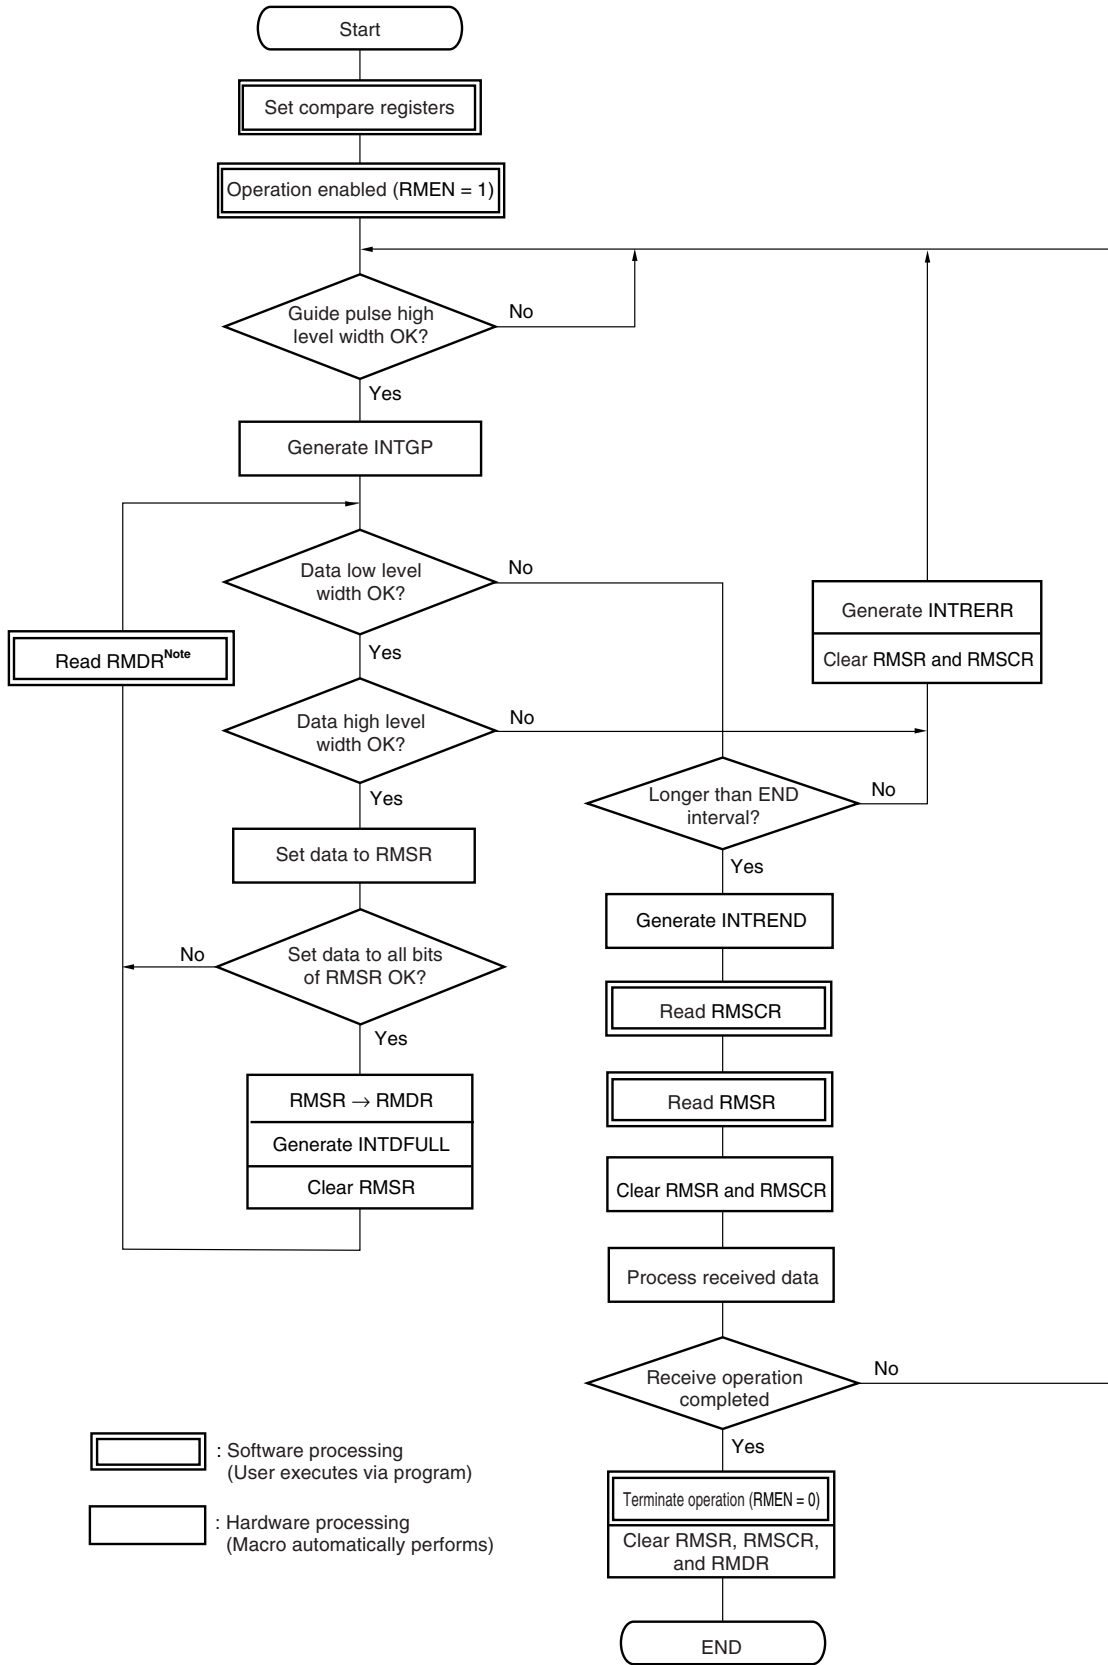 Start
Set compare registers
Operation enabled (RMEN = 1)
Guide pulse high
level width OK?
No
Yes
Generate INTGP
Data low level
width OK?
No
Yes
Generate INTRERR
Clear RMSR and RMSCR
Read RMDR Note
Data high level
width OK?
No
Yes
Longer than END
interval?
No
Yes
Set data to RMSR
Generate INTREND
Set data to all bits
of RMSR OK?
No
Yes
Read RMSCR
RMSR → RMDR
Generate INTDFULL
Clear RMSR
Read RMSR
Clear RMSR and RMSCR
Process received data
Receive operation
completed
No
Yes
Terminate operation (RMEN = 0)
Clear RMSR, RMSCR,
and RMDR
END
: Software processing
(User executes via program)
: Hardware processing
(Macro automatically performs)